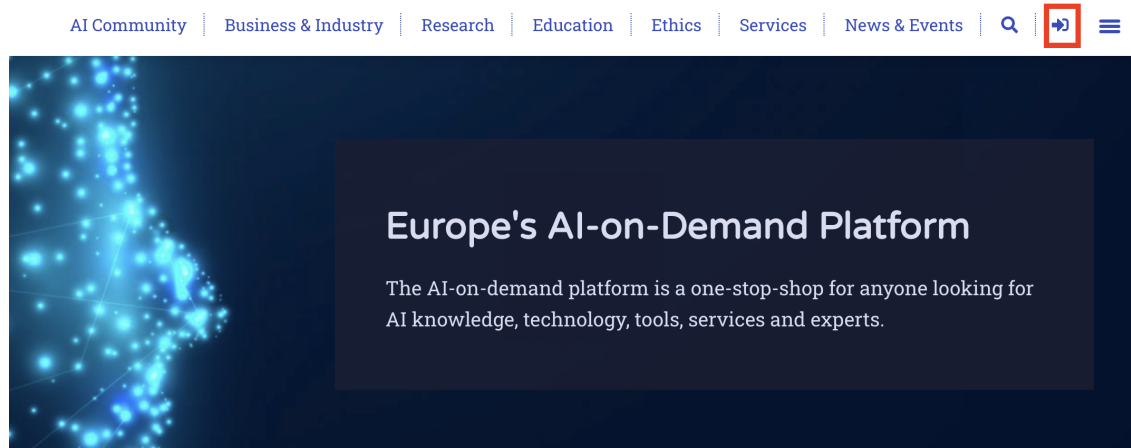 AI Community Business & Industry Research Education Ethics Services News & Events
Europe's AI-on-Demand Platform
The AI-on-demand platform is a one-stop-shop for anyone looking for
AI knowledge, technology, tools, services and experts.